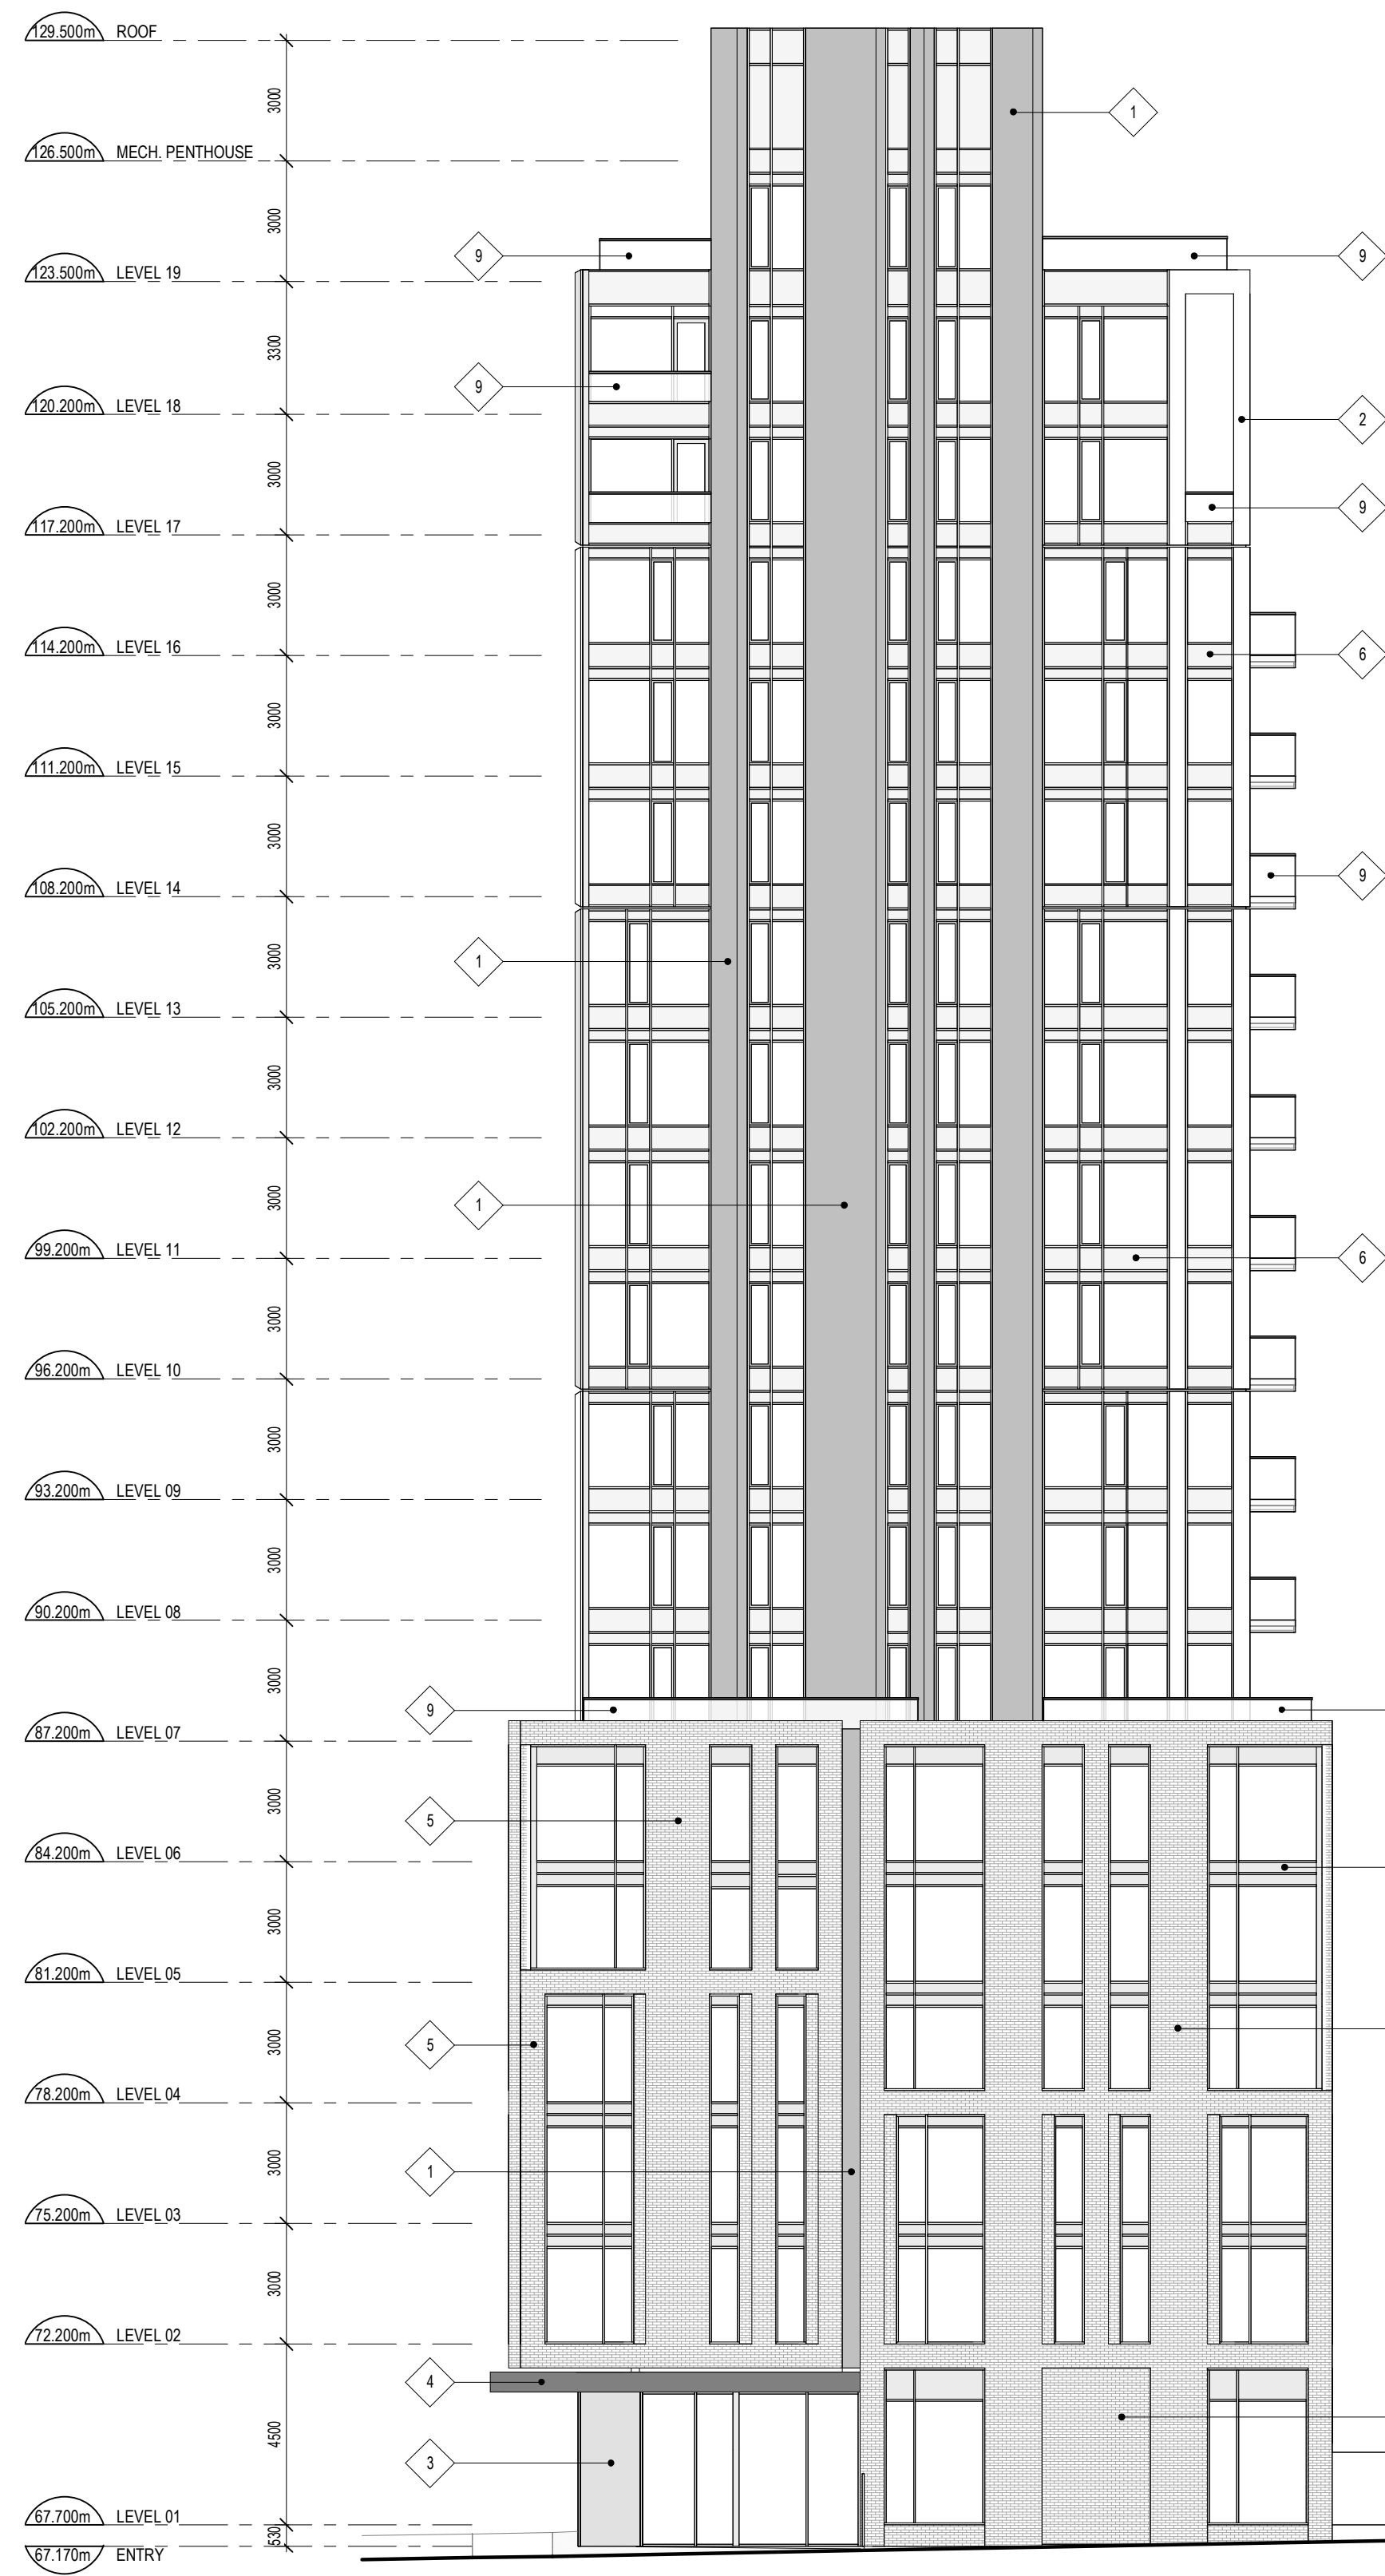 129.500m ROOF
3000
1
126.500m MECH. PENTHOUSE
3000
9 9
123.500m LEVEL 19
3300
9
120.200m LEVEL 18
2
3000
9
117.200m LEVEL 17
3000
114.200m LEVEL 16
6
3000
111.200m LEVEL 15
3000
9
108.200m LEVEL 14
3000
1
105.200m LEVEL 13
3000
102.200m LEVEL 12
3000
1
99.200m LEVEL 11
6
3000
96.200m LEVEL 10
3000
93.200m LEVEL 09
3000
90.200m LEVEL 08
3000
9
87.200m LEVEL 07
3000
5
84.200m LEVEL 06
3000
81.200m LEVEL 05
3000
5
78.200m LEVEL 04
3000
1
75.200m LEVEL 03
3000
72.200m LEVEL 02
4
4500
3
67.700m LEVEL 01
530
67.170m ENTRY